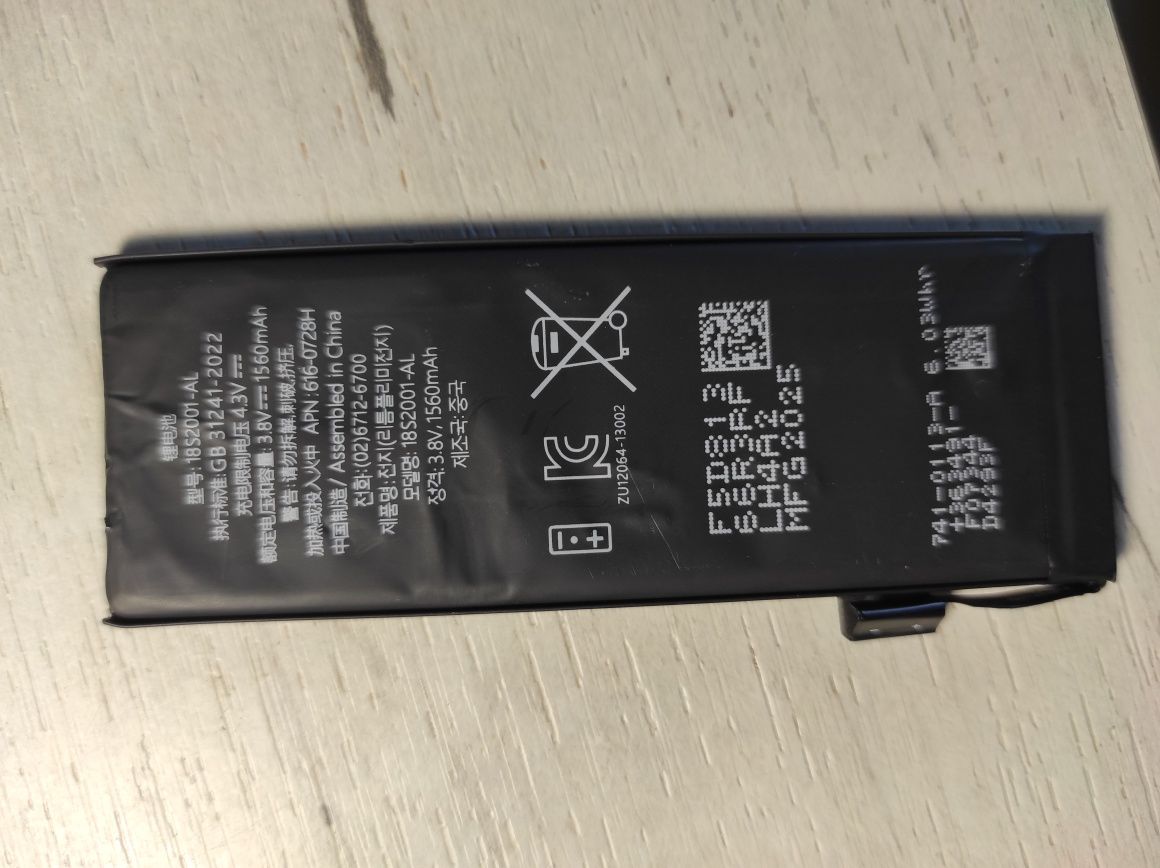 锂电池
型号:18S2001-AL
执行标准:GB 31241-2022
充电限制电压 4.3V⎓
额定电压和容量: 3.8V⎓1560mAh
警告:请勿拆解,刺破,挤压,
加热或投入火中 APN:616-0728H
中国制造/ Assembled in China
전화:(02)6712-6700
제품명:전지(리튬폴리머전지)
모델명: 18S2001-AL
정격: 3.8V, 1560mAh
제조국:중국
ZU12064-13002
F5D813
6ER3AF
LH4A2
MFG2025
741-0113-A 6.03Whr